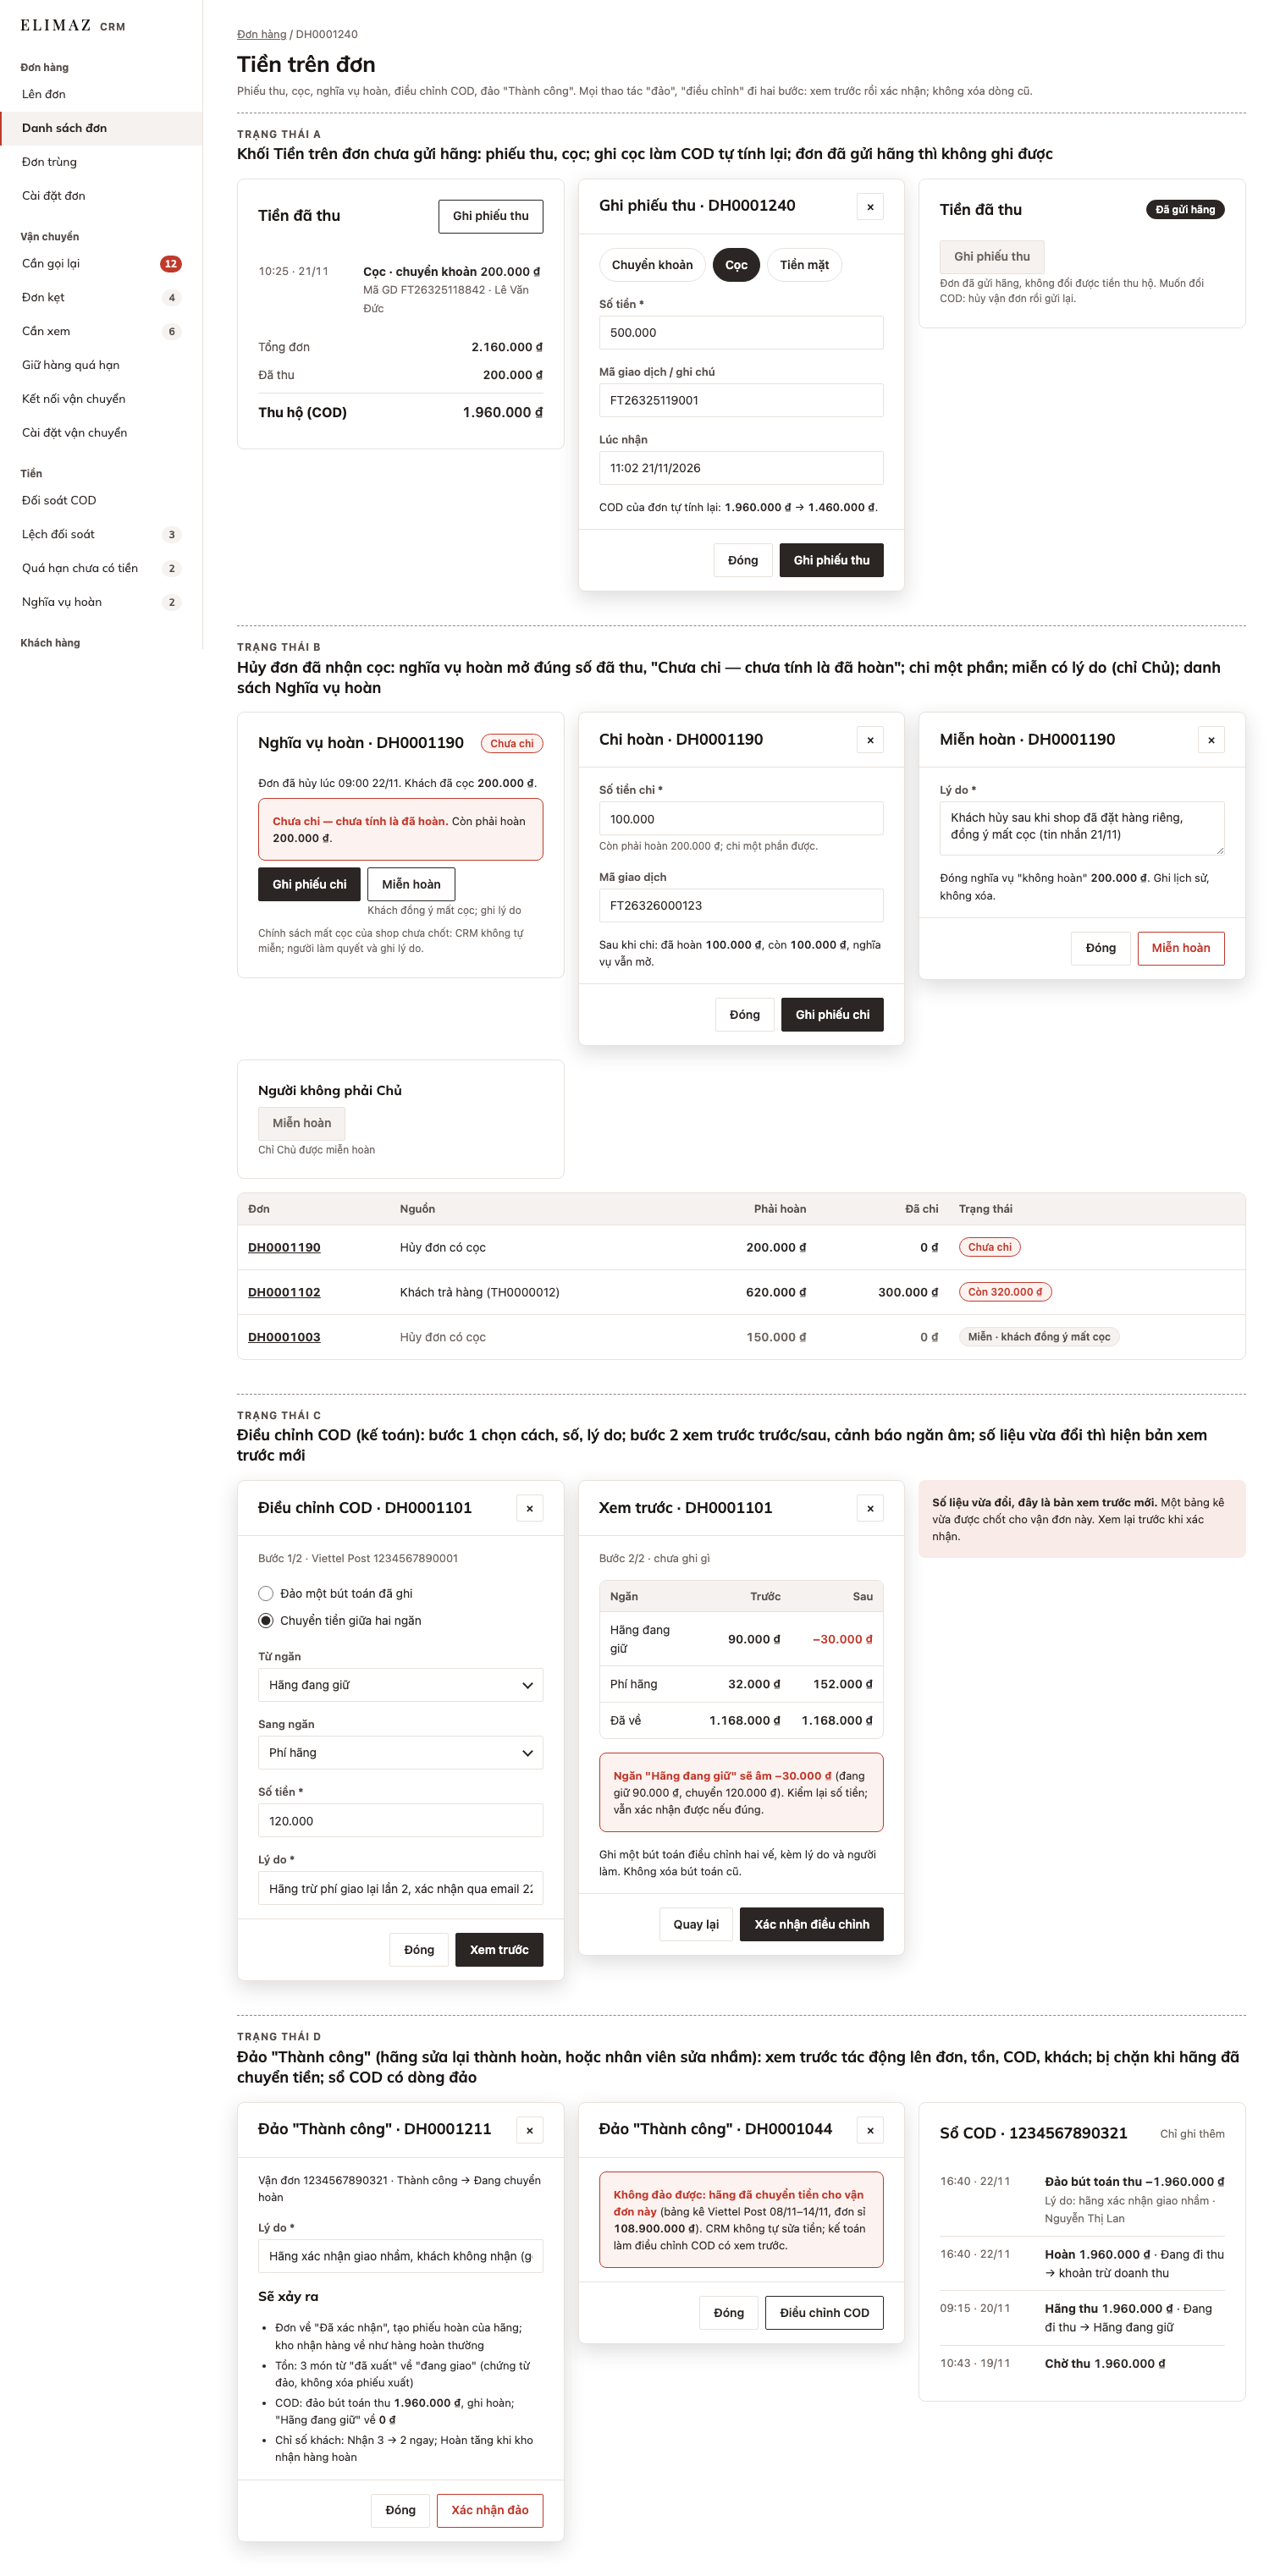 ELIMAZ CRM
Đơn hàng
Lên đơn
Danh sách đơn
Đơn trùng
Cài đặt đơn
Vận chuyển
Cần gọi lại 12
Đơn kẹt 4
Cần xem 6
Giữ hàng quá hạn
Kết nối vận chuyển
Cài đặt vận chuyển
Tiền
Đối soát COD
Lệch đối soát 3
Quá hạn chưa có tiền 2
Nghĩa vụ hoàn 2
Khách hàng
Đơn hàng / DH0001240
Tiền trên đơn
Phiếu thu, cọc, nghĩa vụ hoàn, điều chỉnh COD, đảo "Thành công". Mọi thao tác "đảo", "điều chỉnh" đi hai bước: xem trước rồi xác nhận; không xóa dòng cũ.
TRẠNG THÁI A
Khối Tiền trên đơn chưa gửi hãng: phiếu thu, cọc; ghi cọc làm COD tự tính lại; đơn đã gửi hãng thì không ghi được
Tiền đã thu
Ghi phiếu thu
10:25 · 21/11
Cọc · chuyển khoản 200.000 ₫
Mã GD FT26325118842 · Lê Văn
Đức
Tổng đơn 2.160.000 ₫
Đã thu 200.000 ₫
Thu hộ (COD) 1.960.000 ₫
Ghi phiếu thu · DH0001240 ×
Chuyển khoản Cọc Tiền mặt
Số tiền *
500.000
Mã giao dịch / ghi chú
FT26325119001
Lúc nhận
11:02 21/11/2026
COD của đơn tự tính lại: 1.960.000 ₫ → 1.460.000 ₫.
Đóng Ghi phiếu thu
Tiền đã thu Đã gửi hãng
Ghi phiếu thu
Đơn đã gửi hãng, không đổi được tiền thu hộ. Muốn đổi
COD: hủy vận đơn rồi gửi lại.
TRẠNG THÁI B
Hủy đơn đã nhận cọc: nghĩa vụ hoàn mở đúng số đã thu, "Chưa chi — chưa tính là đã hoàn"; chi một phần; miễn có lý do (chỉ Chủ); danh
sách Nghĩa vụ hoàn
Nghĩa vụ hoàn · DH0001190 Chưa chi
Đơn đã hủy lúc 09:00 22/11. Khách đã cọc 200.000 ₫.
Chưa chi — chưa tính là đã hoàn. Còn phải hoàn
200.000 ₫.
Ghi phiếu chi Miễn hoàn
Khách đồng ý mất cọc; ghi lý do
Chính sách mất cọc của shop chưa chốt: CRM không tự
miễn; người làm quyết và ghi lý do.
Chi hoàn · DH0001190 ×
Số tiền chi *
100.000
Còn phải hoàn 200.000 ₫; chi một phần được.
Mã giao dịch
FT26326000123
Sau khi chi: đã hoàn 100.000 ₫, còn 100.000 ₫, nghĩa
vụ vẫn mở.
Đóng Ghi phiếu chi
Miễn hoàn · DH0001190 ×
Lý do *
Khách hủy sau khi shop đã đặt hàng riêng,
đồng ý mất cọc (tin nhắn 21/11)
Đóng nghĩa vụ "không hoàn" 200.000 ₫. Ghi lịch sử,
không xóa.
Đóng Miễn hoàn
Người không phải Chủ
Miễn hoàn
Chỉ Chủ được miễn hoàn
Đơn Nguồn Phải hoàn Đã chi Trạng thái
DH0001190 Hủy đơn có cọc 200.000 ₫ 0 ₫ Chưa chi
DH0001102 Khách trả hàng (TH0000012) 620.000 ₫ 300.000 ₫ Còn 320.000 ₫
DH0001003 Hủy đơn có cọc 150.000 ₫ 0 ₫ Miễn · khách đồng ý mất cọc
TRẠNG THÁI C
Điều chỉnh COD (kế toán): bước 1 chọn cách, số, lý do; bước 2 xem trước trước/sau, cảnh báo ngăn âm; số liệu vừa đổi thì hiện bản xem
trước mới
Điều chỉnh COD · DH0001101 ×
Bước 1/2 · Viettel Post 1234567890001
Đảo một bút toán đã ghi
Chuyển tiền giữa hai ngăn
Từ ngăn
Hãng đang giữ
Sang ngăn
Phí hãng
Số tiền *
120.000
Lý do *
Hãng trừ phí giao lại lần 2, xác nhận qua email 22
Đóng Xem trước
Xem trước · DH0001101 ×
Bước 2/2 · chưa ghi gì
Ngăn Trước Sau
Hãng đang
giữ 90.000 ₫ −30.000 ₫
Phí hãng 32.000 ₫ 152.000 ₫
Đã về 1.168.000 ₫ 1.168.000 ₫
Ngăn "Hãng đang giữ" sẽ âm −30.000 ₫ (đang
giữ 90.000 ₫, chuyển 120.000 ₫). Kiểm lại số tiền;
vẫn xác nhận được nếu đúng.
Ghi một bút toán điều chỉnh hai vế, kèm lý do và người
làm. Không xóa bút toán cũ.
Quay lại Xác nhận điều chỉnh
Số liệu vừa đổi, đây là bản xem trước mới. Một bảng kê
vừa được chốt cho vận đơn này. Xem lại trước khi xác
nhận.
TRẠNG THÁI D
Đảo "Thành công" (hãng sửa lại thành hoàn, hoặc nhân viên sửa nhầm): xem trước tác động lên đơn, tồn, COD, khách; bị chặn khi hãng đã
chuyển tiền; sổ COD có dòng đảo
Đảo "Thành công" · DH0001211 ×
Vận đơn 1234567890321 · Thành công → Đang chuyển
hoàn
Lý do *
Hãng xác nhận giao nhầm, khách không nhận (g
Sẽ xảy ra
• Đơn về "Đã xác nhận", tạo phiếu hoàn của hãng;
kho nhận hàng về như hàng hoàn thường
• Tồn: 3 món từ "đã xuất" về "đang giao" (chứng từ
đảo, không xóa phiếu xuất)
• COD: đảo bút toán thu 1.960.000 ₫, ghi hoàn;
"Hãng đang giữ" về 0 ₫
• Chỉ số khách: Nhận 3 → 2 ngay; Hoàn tăng khi kho
nhận hàng hoàn
Đóng Xác nhận đảo
Đảo "Thành công" · DH0001044 ×
Không đảo được: hãng đã chuyển tiền cho vận
đơn này (bảng kê Viettel Post 08/11–14/11, đơn sỉ
108.900.000 ₫). CRM không tự sửa tiền; kế toán
làm điều chỉnh COD có xem trước.
Đóng Điều chỉnh COD
Sổ COD · 1234567890321 Chỉ ghi thêm
16:40 · 22/11
Đảo bút toán thu −1.960.000 ₫
Lý do: hãng xác nhận giao nhầm ·
Nguyễn Thị Lan
16:40 · 22/11
Hoàn 1.960.000 ₫ · Đang đi thu
→ khoản trừ doanh thu
09:15 · 20/11
Hãng thu 1.960.000 ₫ · Đang
đi thu → Hãng đang giữ
10:43 · 19/11
Chờ thu 1.960.000 ₫